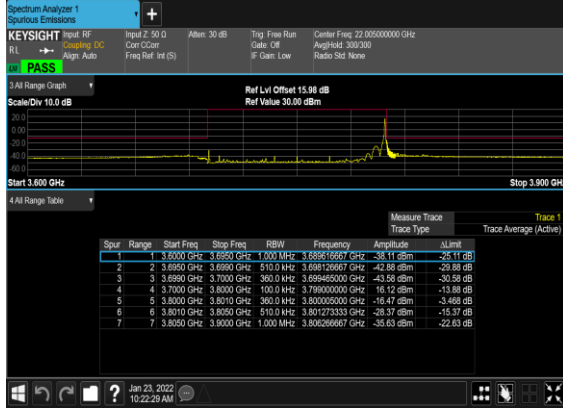 Spectrum Analyzer 1
Spurious Emissions
KEYSIGHT Input: RF Input Z: 50 Ω Atten: 30 dB Trig: Free Run Center Freq: 22.005000000 GHz
RL Coupling: DC Corr CCorr Gate: Off Avg|Hold: 300/300
Align: Auto Freq Ref: Int (S) IF Gain: Low Radio Std: None
PASS
3 All Range Graph
Ref Lvl Offset 15.98 dB
Scale/Div 10.0 dB Ref Value 30.00 dBm
20.0
0.00
-20.0
-40.0
-60.0
Start 3.600 GHz Stop 3.900 GH
4 All Range Table
Measure Trace Trace 1
Trace Type Trace Average (Active)
Spur Range Start Freq Stop Freq RBW Frequency Amplitude ΔLimit
1 1 3.6000 GHz 3.6950 GHz 1.000 MHz 3.689616667 GHz -38.11 dBm -25.11 dB
2 2 3.6950 GHz 3.6990 GHz 510.0 kHz 3.698126667 GHz -42.88 dBm -29.88 dB
3 3 3.6990 GHz 3.7000 GHz 360.0 kHz 3.699465000 GHz -43.58 dBm -30.58 dB
4 4 3.7000 GHz 3.8000 GHz 100.0 kHz 3.799000000 GHz 16.12 dBm -13.88 dB
5 5 3.8000 GHz 3.8010 GHz 360.0 kHz 3.800005000 GHz -16.47 dBm -3.468 dB
6 6 3.8010 GHz 3.8050 GHz 510.0 kHz 3.801273333 GHz -28.37 dBm -15.37 dB
7 7 3.8050 GHz 3.9000 GHz 1.000 MHz 3.806266667 GHz -35.63 dBm -22.63 dB
? Jan 23, 2022
10:22:29 AM